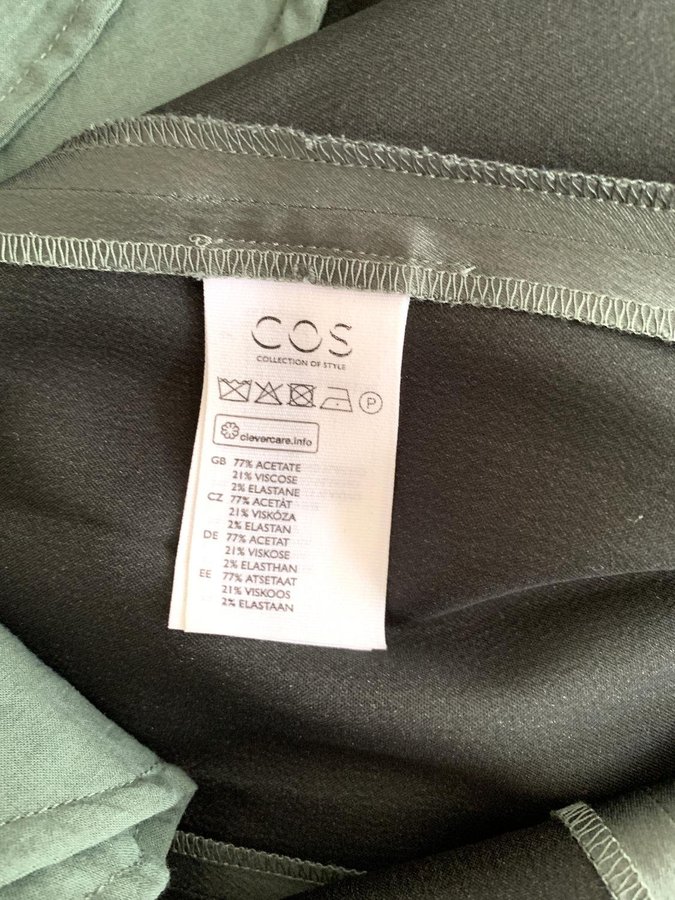 COS
COLLECTION OF STYLE
P
clevercare.info
GB 77% ACETATE
21% VISCOSE
2% ELASTANE
CZ 77% ACETÁT
21% VISKÓZA
2% ELASTAN
DE 77% ACETAT
21% VISKOSE
2% ELASTHAN
EE 77% ATSETAAT
21% VISKOOS
2% ELASTAAN